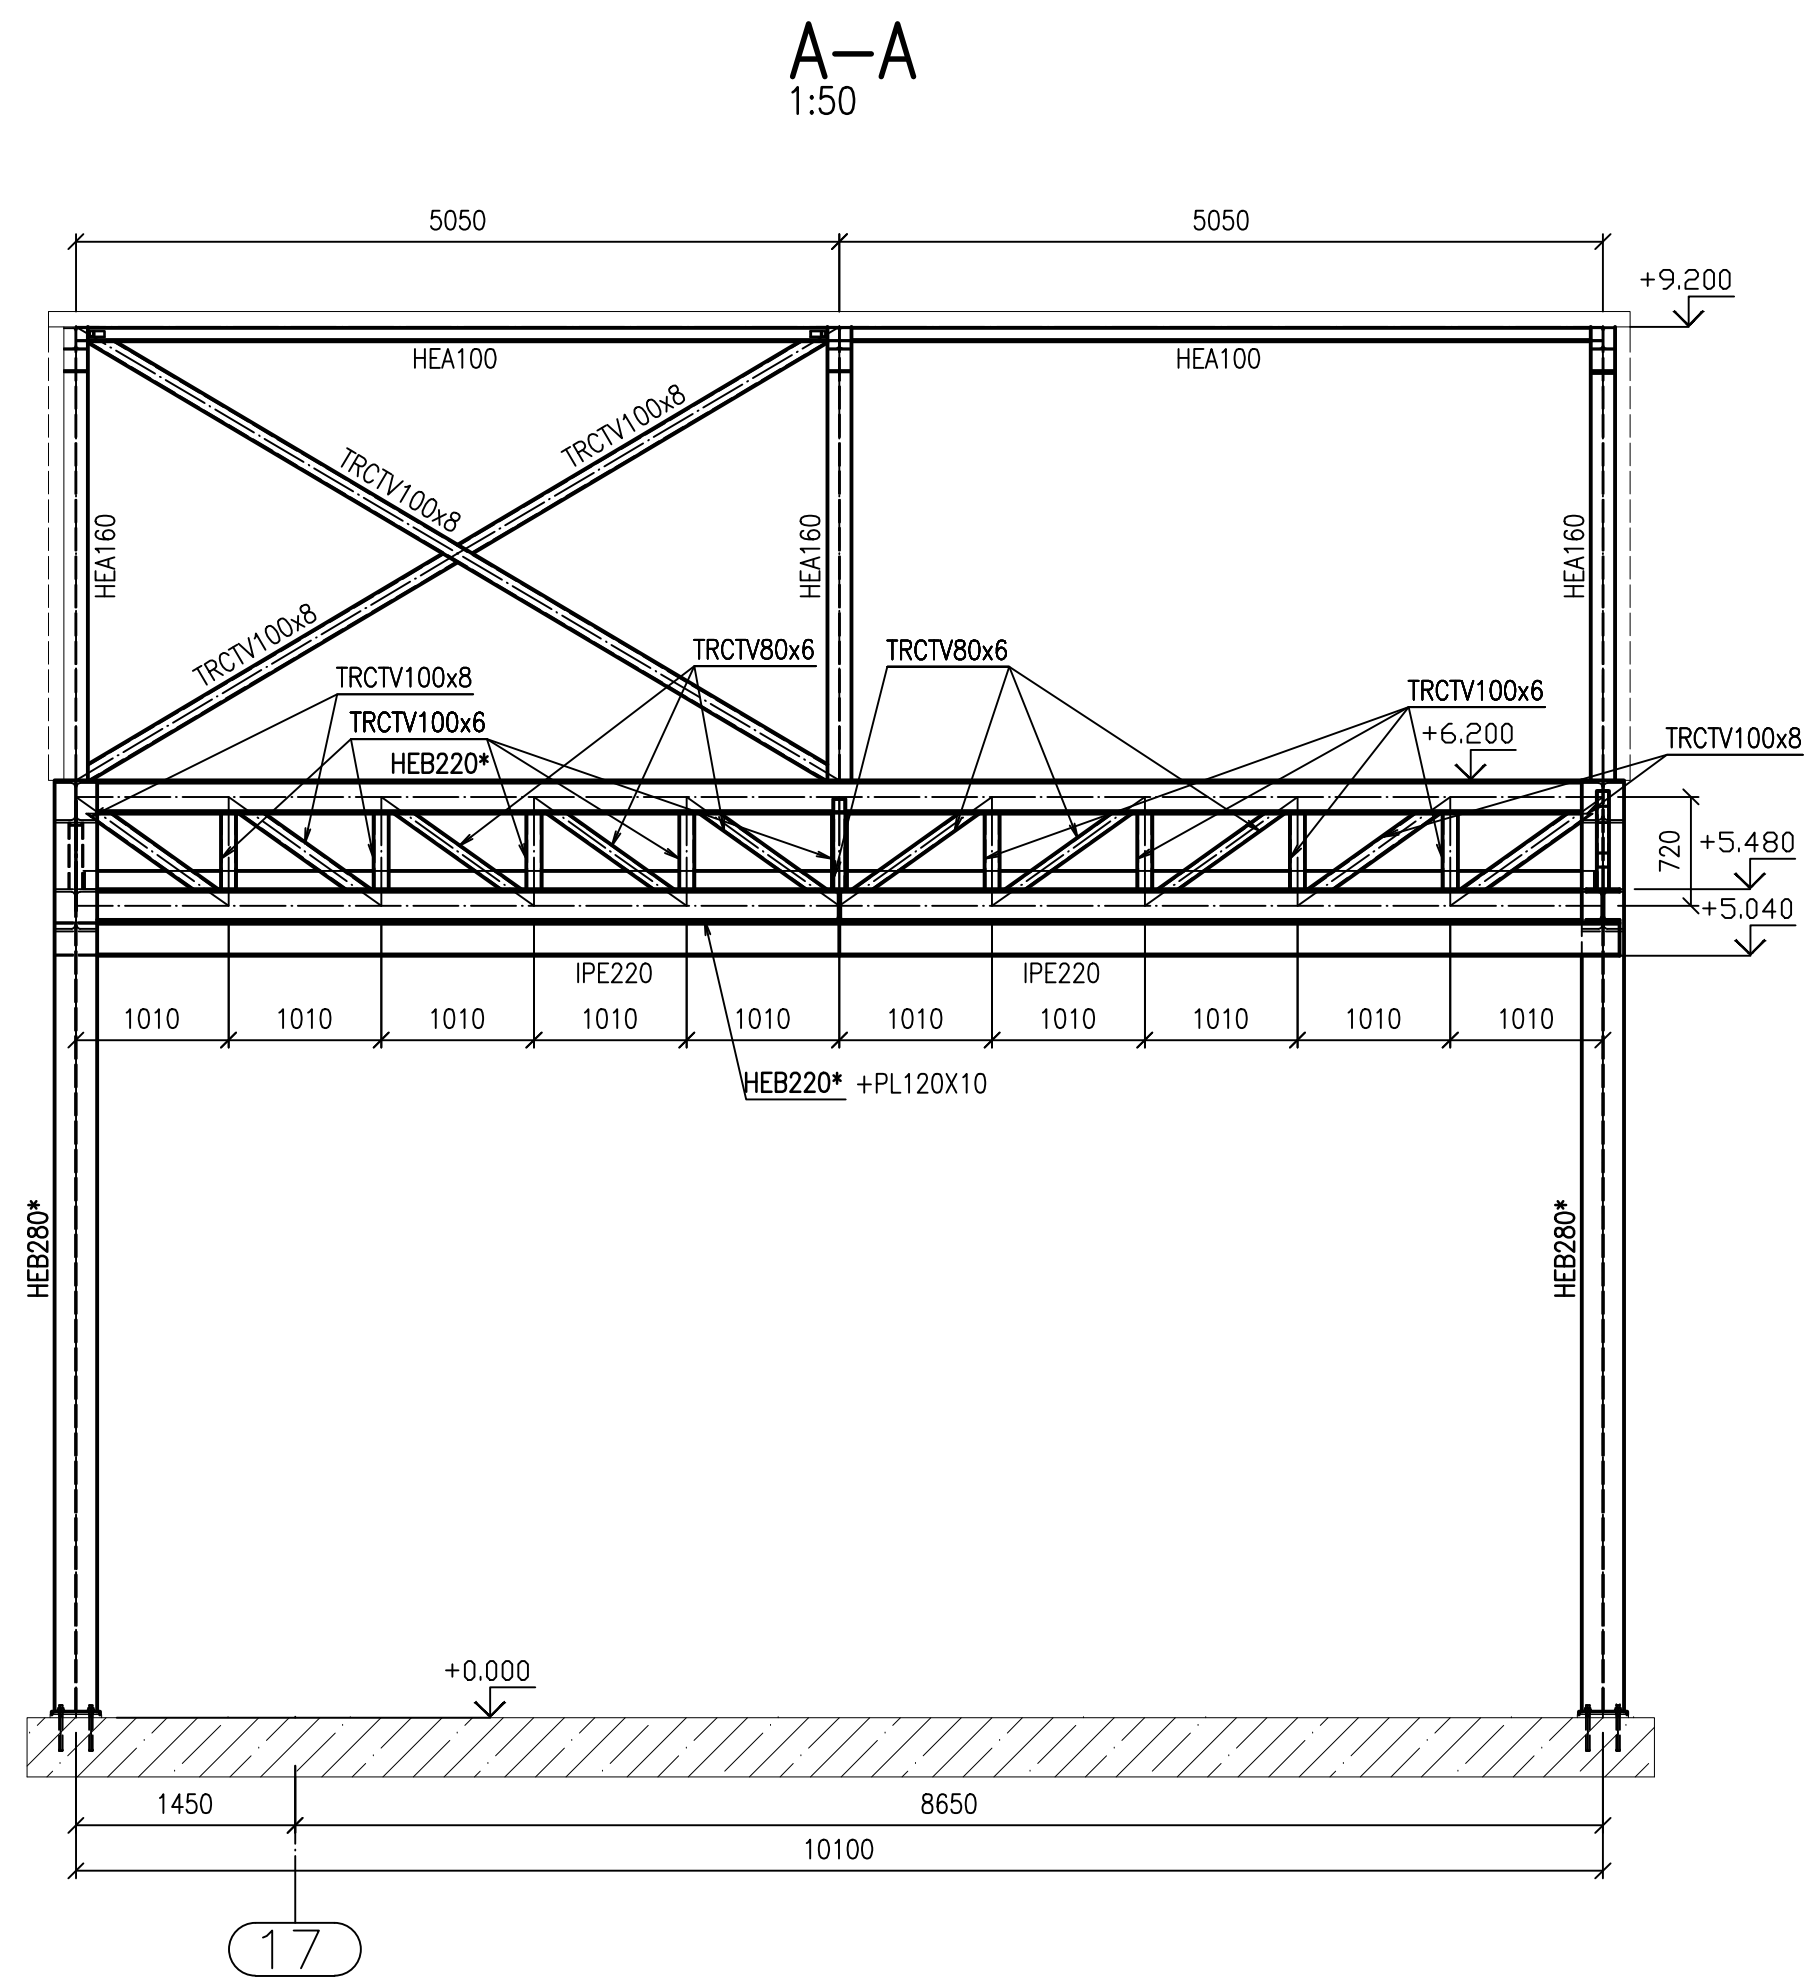 A-A
1:50
5050
5050
+9.200
HEA100
HEA100
TRCTV100x8
TRCTV100x8
HEA160
HEA160
HEA160
TRCTV100x8
TRCTV80x6
TRCTV80x6
TRCTV100x8
TRCTV100x6
TRCTV100x6
+6.200
TRCTV100x8
HEB220*
720
+5.480
+5.040
IPE220
IPE220
1010
1010
1010
1010
1010
1010
1010
1010
1010
1010
HEB220* +PL120X10
HEB280*
HEB280*
+0.000
1450
8650
10100
17